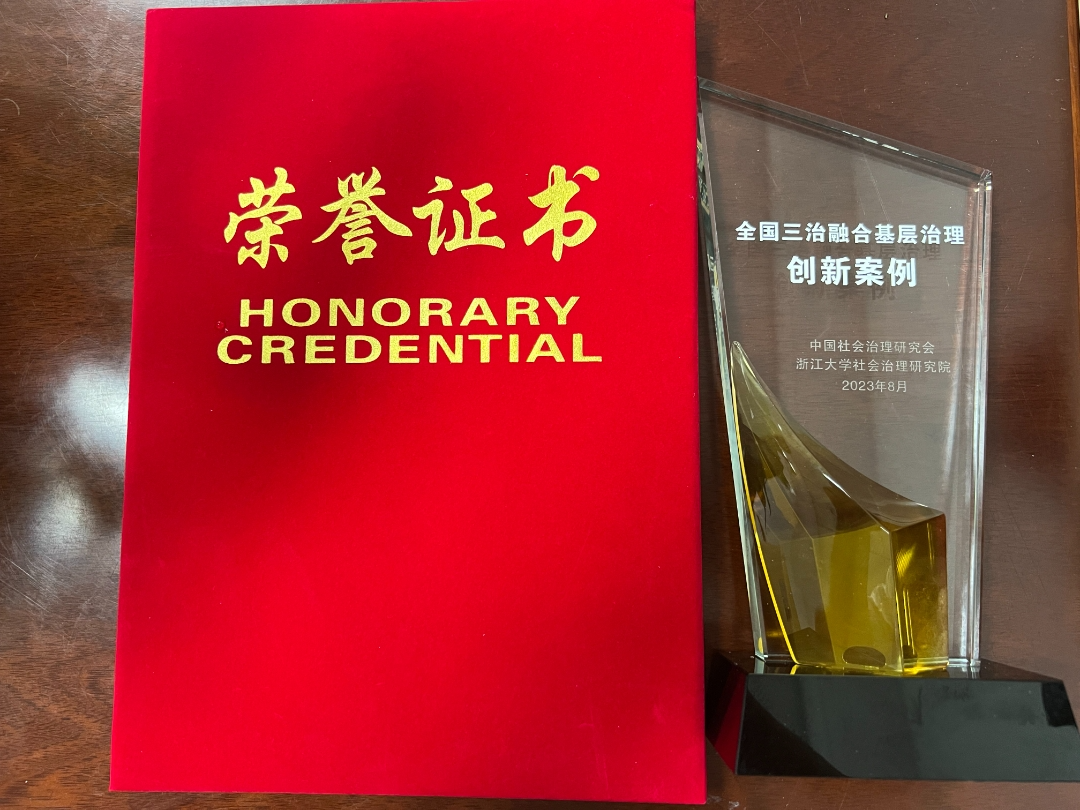 荣誉证书
HONORARY
CREDENTIAL
全国三治融合基层治理
创新案例
中国社会治理研究会
浙江大学社会治理研究院
2023年8月